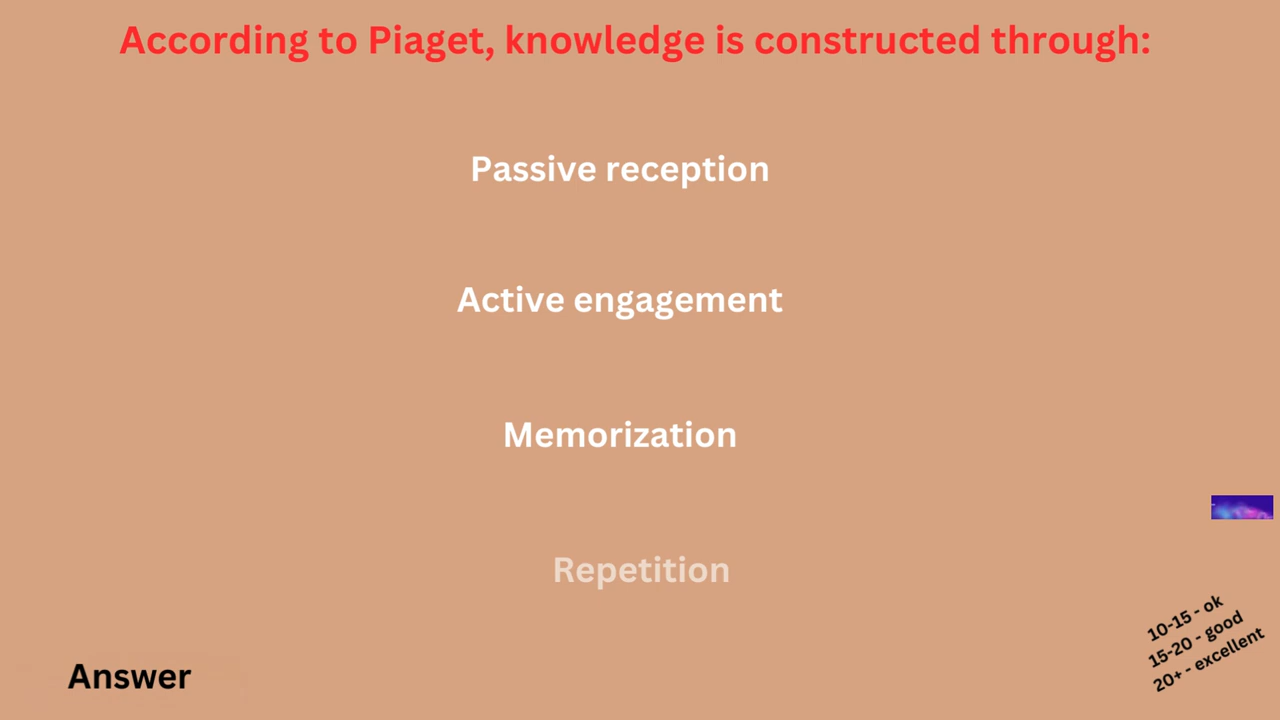 According to Piaget, knowledge is constructed through:
Passive reception
Active engagement
Memorization
Repetition
10-15 - ok
15-20 - good
20+ - excellent
Answer